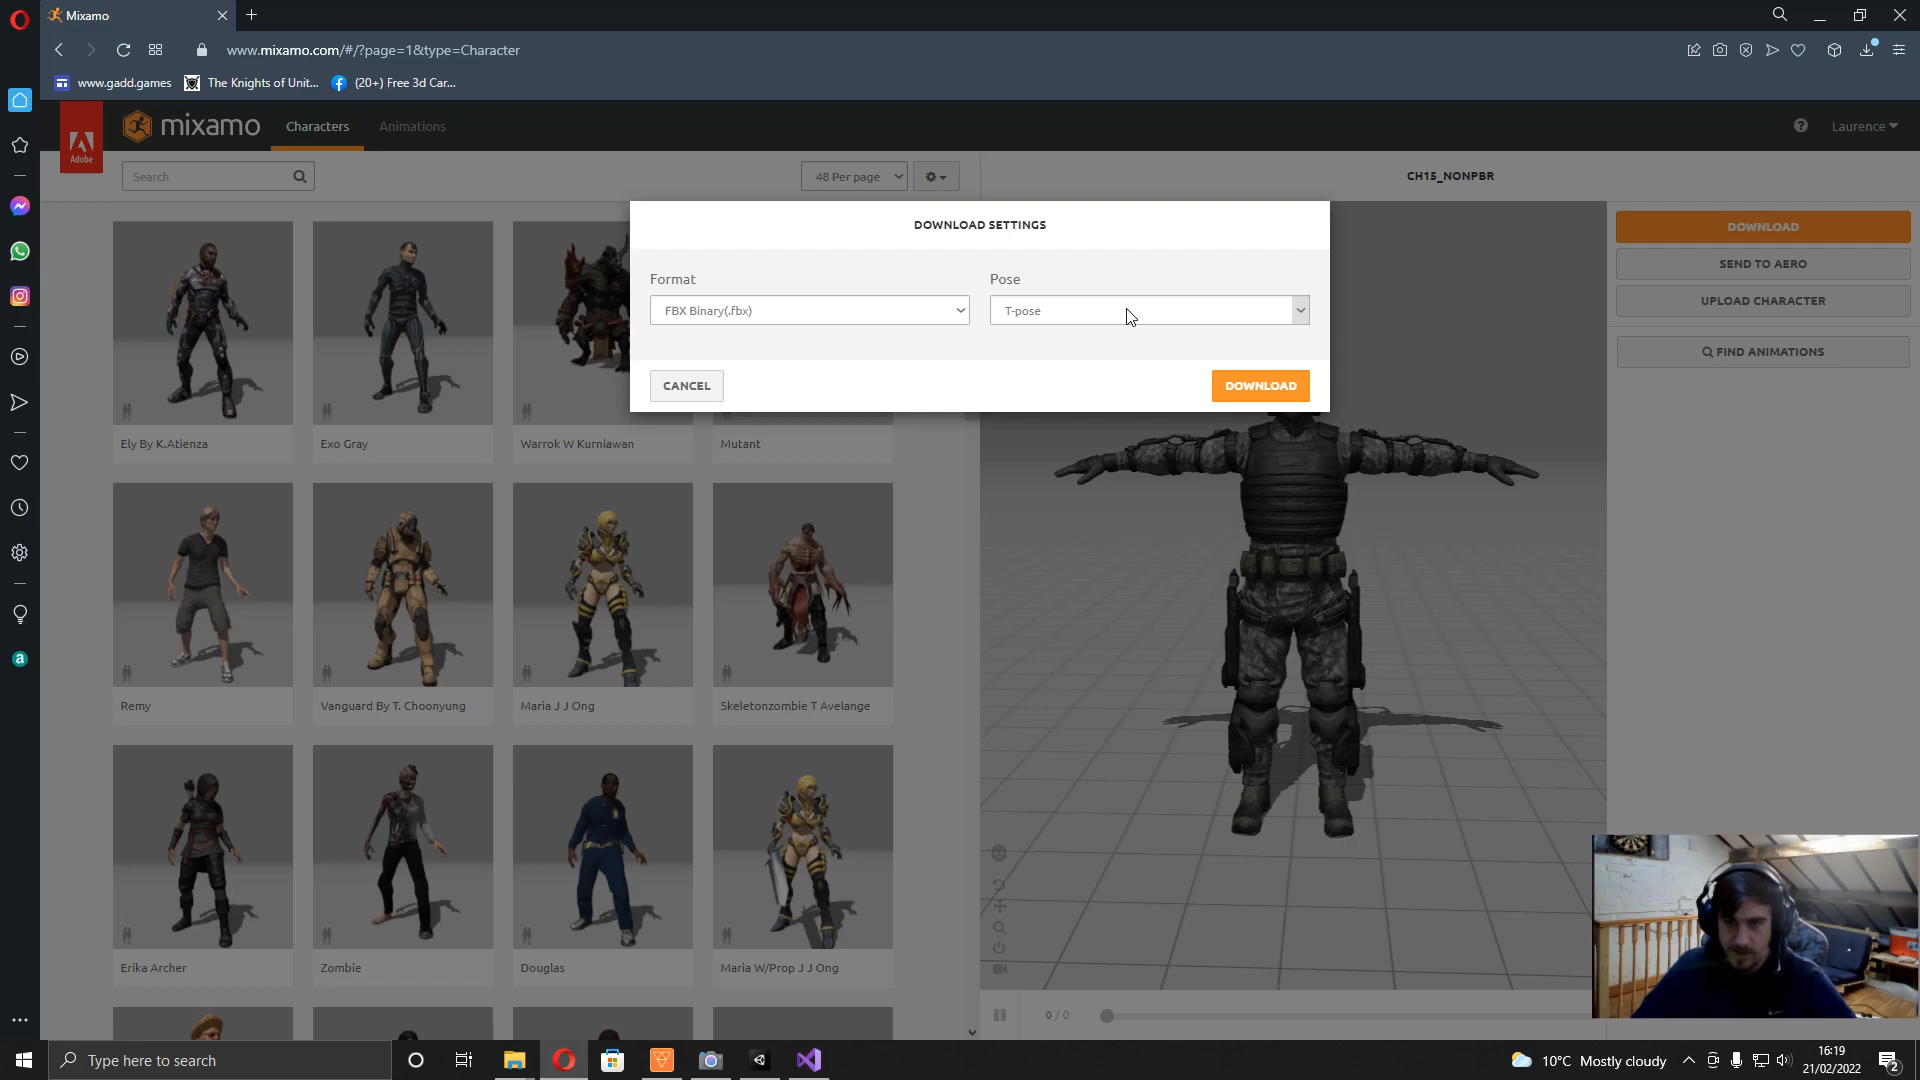 Mixamo
www.mixamo.com/#/?page=1&type=Character
www.gadd.games
The Knights of Unit...
(20+) Free 3d Car...
Adobe
mixamo
Characters
Animations
Laurence
Search
48 Per page
CH15_NONPBR
DOWNLOAD SETTINGS
Format
Pose
FBX Binary(.fbx)
T-pose
CANCEL
DOWNLOAD
DOWNLOAD
SEND TO AERO
UPLOAD CHARACTER
FIND ANIMATIONS
Ely By K.Atienza
Exo Gray
Warrok W Kurniawan
Mutant
Remy
Vanguard By T. Choonyung
Maria J J Ong
Skeletonzombie T Avelange
Erika Archer
Zombie
Douglas
Maria W/Prop J J Ong
0 / 0
Type here to search
10°C Mostly cloudy
16:19
21/02/2022
2